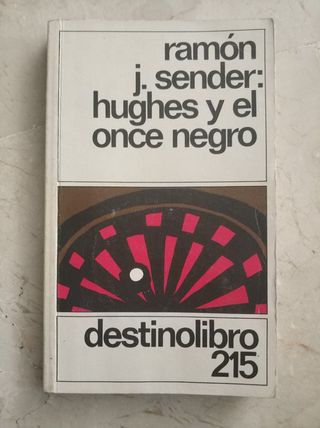 ramón
j. sender:
hughes y el
once negro
destinolibro
215